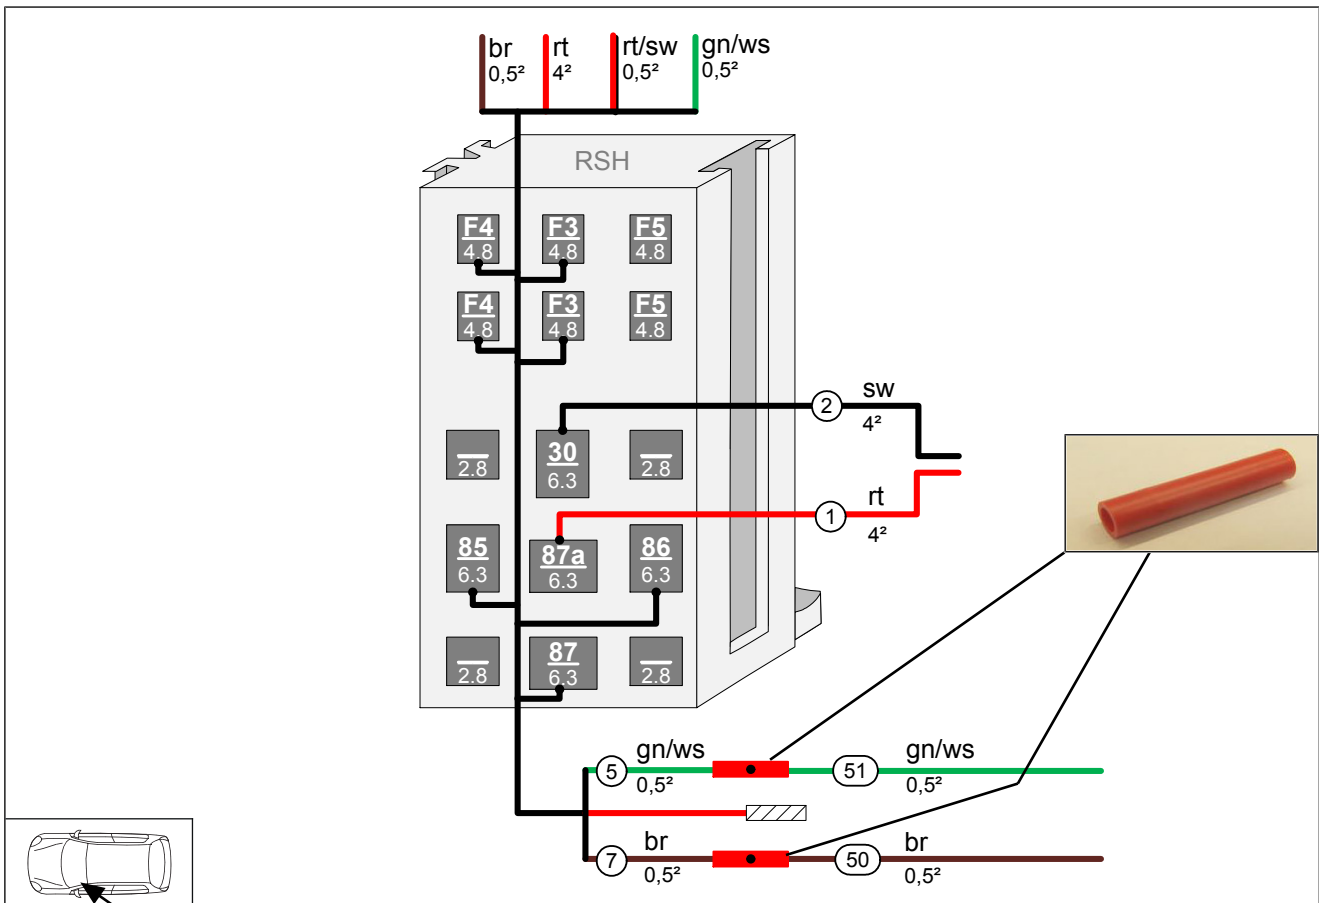 br rt rt/sw gn/ws
0,5² 4² 0,5² 0,5²
RSH
F4 F3 F5
4.8 4.8 4.8
F4 F3 F5
4.8 4.8 4.8
2 sw
4²
30
2.8 6.3 2.8
1 rt
4²
85 87a 86
6.3 6.3 6.3
87
2.8 6.3 2.8
5 gn/ws 51 gn/ws
0,5² 0,5²
7 br 50 br
0,5² 0,5²